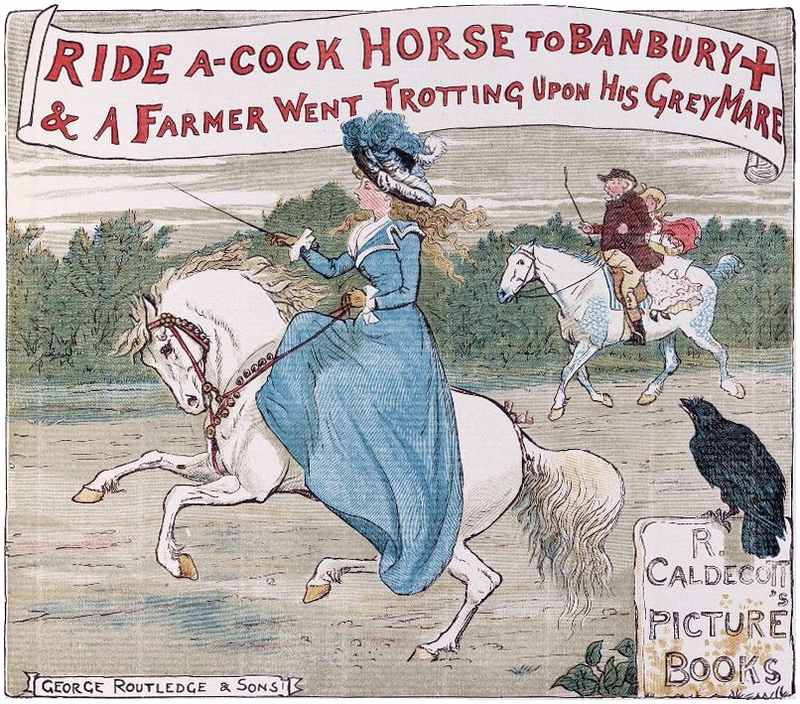 RIDE A-COCK HORSE TO BANBURY✝
& A FARMER WENT TROTTING UPON HIS GREY MARE
R.
CALDECOTT
'S
PICTURE
BOOKS
GEORGE ROUTLEDGE & SONS